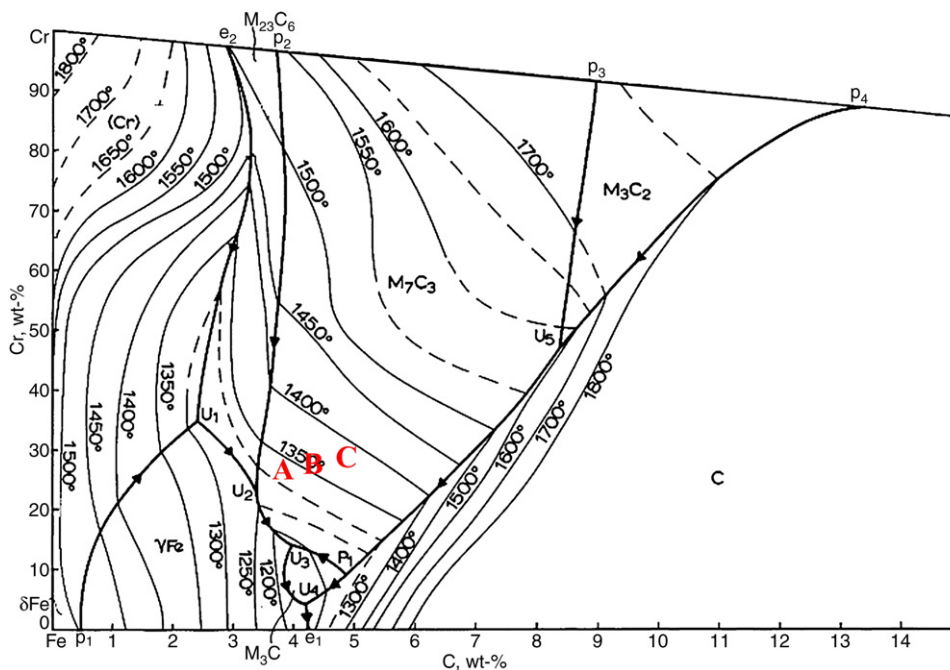 M23C6
Cr
e2
p2
p3
p4
1800°
1700°
(Cr)
1650°
1600°
1550°
1500°
1500°
1550°
1600°
1700°
M3C2
M7C3
90
80
70
60
50
40
30
20
10
Cr, wt-%
U5
1450°
1400°
1350°
1350°
1400°
1450°
1500°
U1
A
B
C
1600°
1700°
1800°
1500°
1400°
1300°
U2
C
γFe
1300°
1250°
1200°
U3
P1
U4
δFe
0
Fe
p1
1
2
3
4
e1
5
6
7
8
9
10
11
12
13
14
M3C
C, wt-%